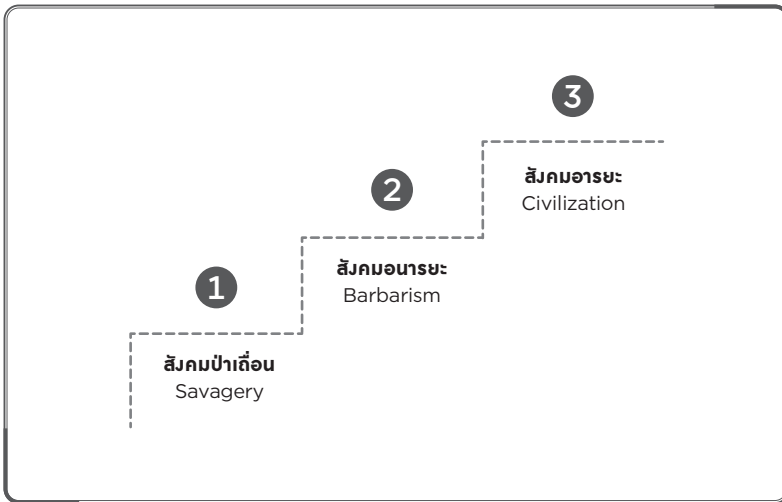 3
สังคมอารยะ
Civilization
2
สังคมอนารยะ
Barbarism
1
สังคมป่าเถื่อน
Savagery